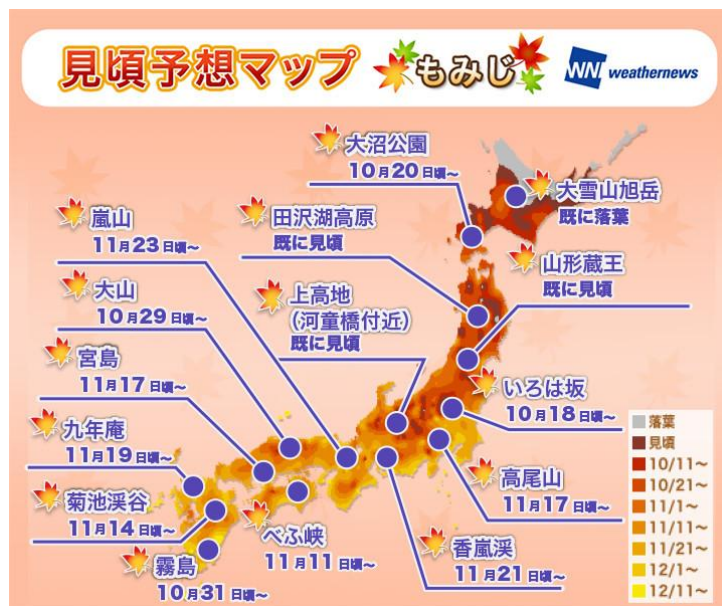 見頃予想マップ もみじ WNI weathernews
大沼公園
10月20日頃～
大雪山旭岳
既に落葉
嵐山
11月23日頃～
田沢湖高原
既に見頃
山形蔵王
既に見頃
大山
10月29日頃～
上高地
(河童橋付近)
既に見頃
宮島
11月17日頃～
いろは坂
10月18日頃～
九年庵
11月19日頃～
高尾山
11月17日頃～
菊池渓谷
11月14日頃～
べふ峡
11月11日頃～
香嵐渓
11月21日頃～
霧島
10月31日頃～
落葉
見頃
10/11～
10/21～
11/1～
11/11～
11/21～
12/1～
12/11～